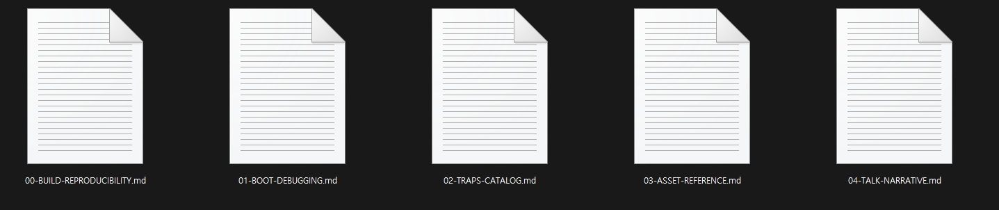 00-BUILD-REPRODUCIBILITY.md
01-BOOT-DEBUGGING.md
02-TRAPS-CATALOG.md
03-ASSET-REFERENCE.md
04-TALK-NARRATIVE.md